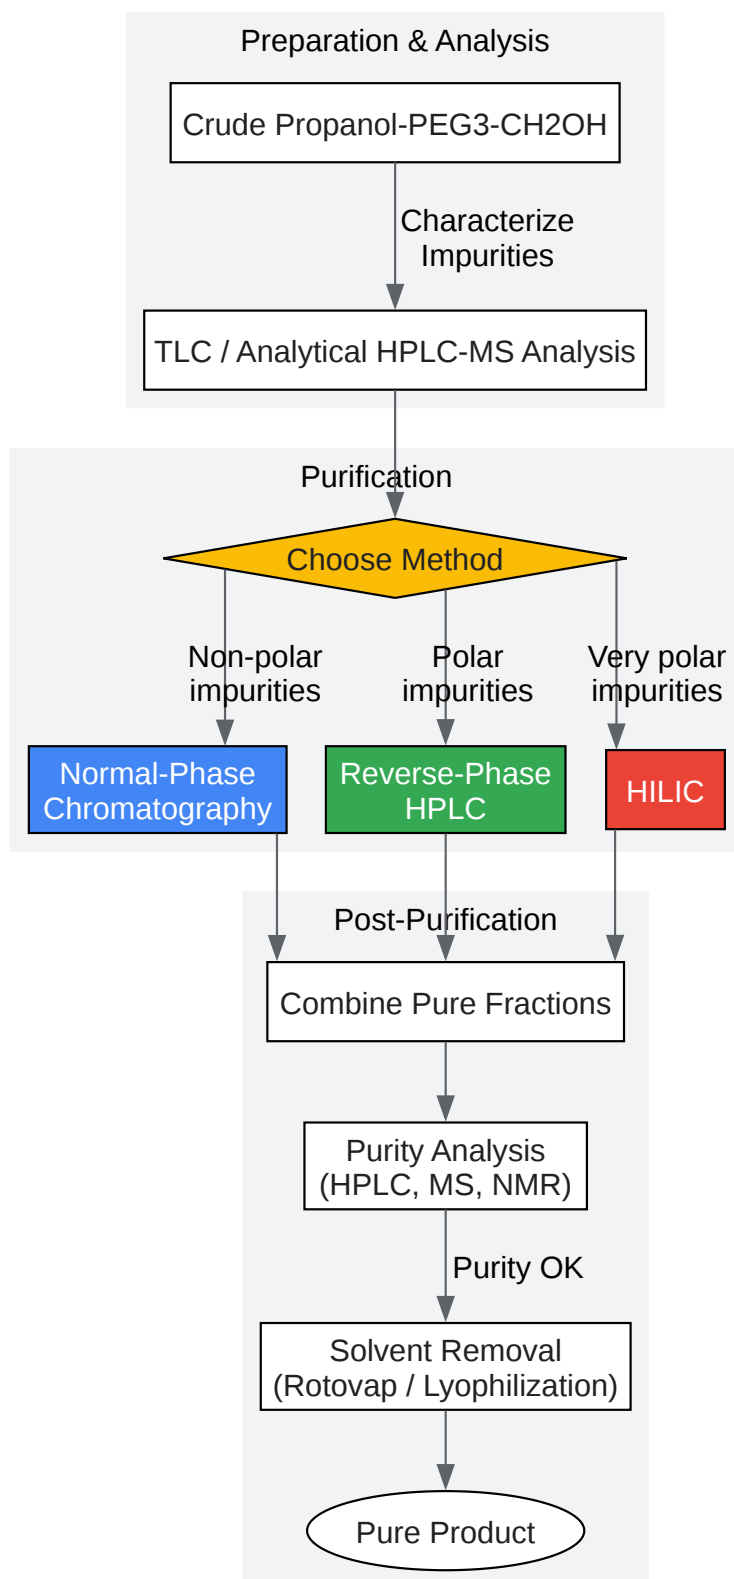 Preparation & Analysis
Crude Propanol-PEG3-CH2OH
Characterize
Impurities
TLC / Analytical HPLC-MS Analysis
Purification
Choose Method
Non-polar
impurities
Polar
impurities
Very polar
impurities
Normal-Phase
Chromatography
Reverse-Phase
HPLC
HILIC
Post-Purification
Combine Pure Fractions
Purity Analysis
(HPLC, MS, NMR)
Purity OK
Solvent Removal
(Rotovap / Lyophilization)
Pure Product